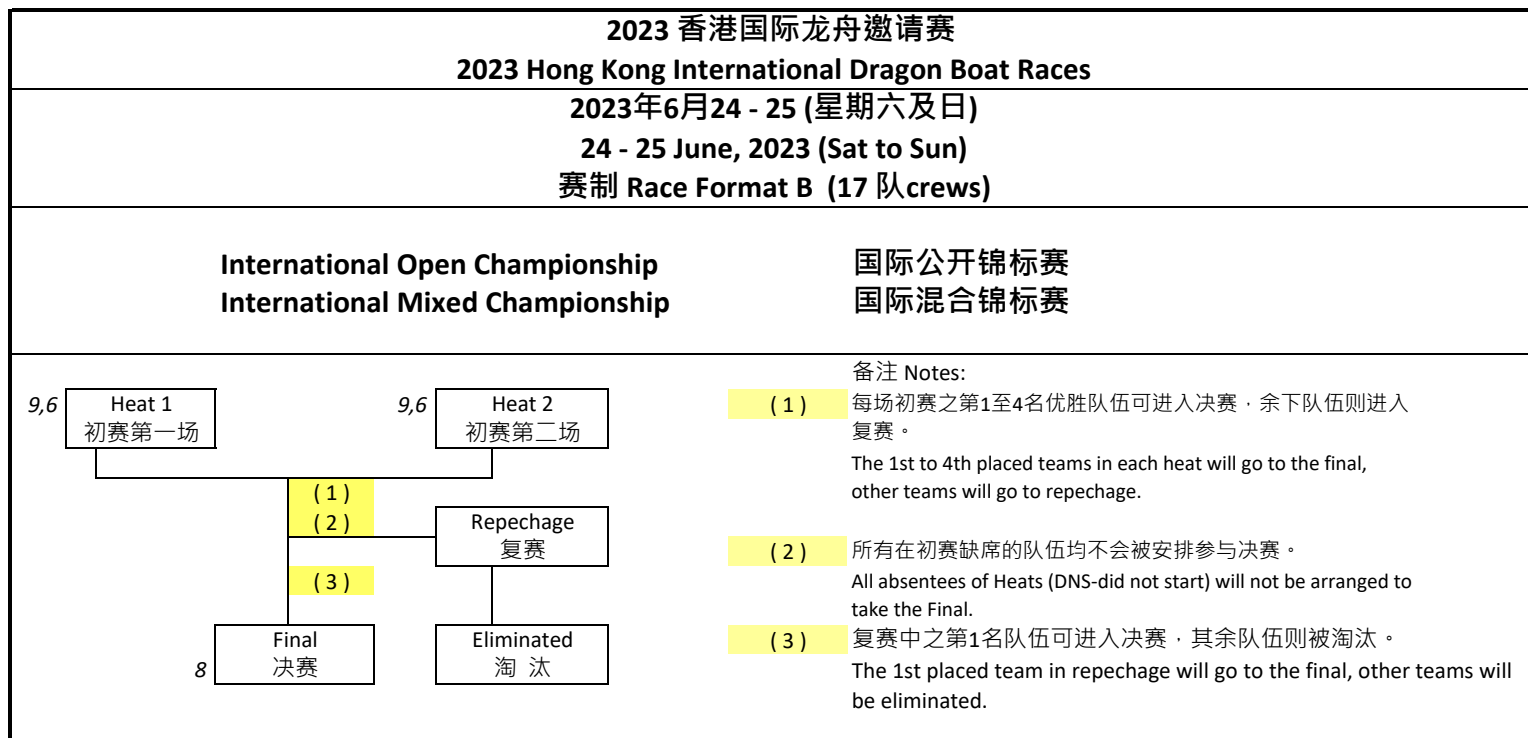 2023 香港国际龙舟邀请赛
2023 Hong Kong International Dragon Boat Races
2023年6月24 - 25 (星期六及日)
24 - 25 June, 2023 (Sat to Sun)
赛制 Race Format B (17 队crews)
International Open Championship 国际公开锦标赛
International Mixed Championship 国际混合锦标赛
9,6
Heat 1
初赛第一场
9,6
Heat 2
初赛第二场
( 1 )
( 2 )
Repechage
复赛
( 3 )
Final
决赛
8
Eliminated
淘 汰
备注 Notes:
( 1 ) 每场初赛之第1至4名优胜队伍可进入决赛﹐余下队伍则进入
复赛。
The 1st to 4th placed teams in each heat will go to the final,
other teams will go to repechage.
( 2 ) 所有在初赛缺席的队伍均不会被安排参与决赛。
All absentees of Heats (DNS-did not start) will not be arranged to
take the Final.
( 3 ) 复赛中之第1名队伍可进入决赛﹐其余队伍则被淘汰。
The 1st placed team in repechage will go to the final, other teams will
be eliminated.